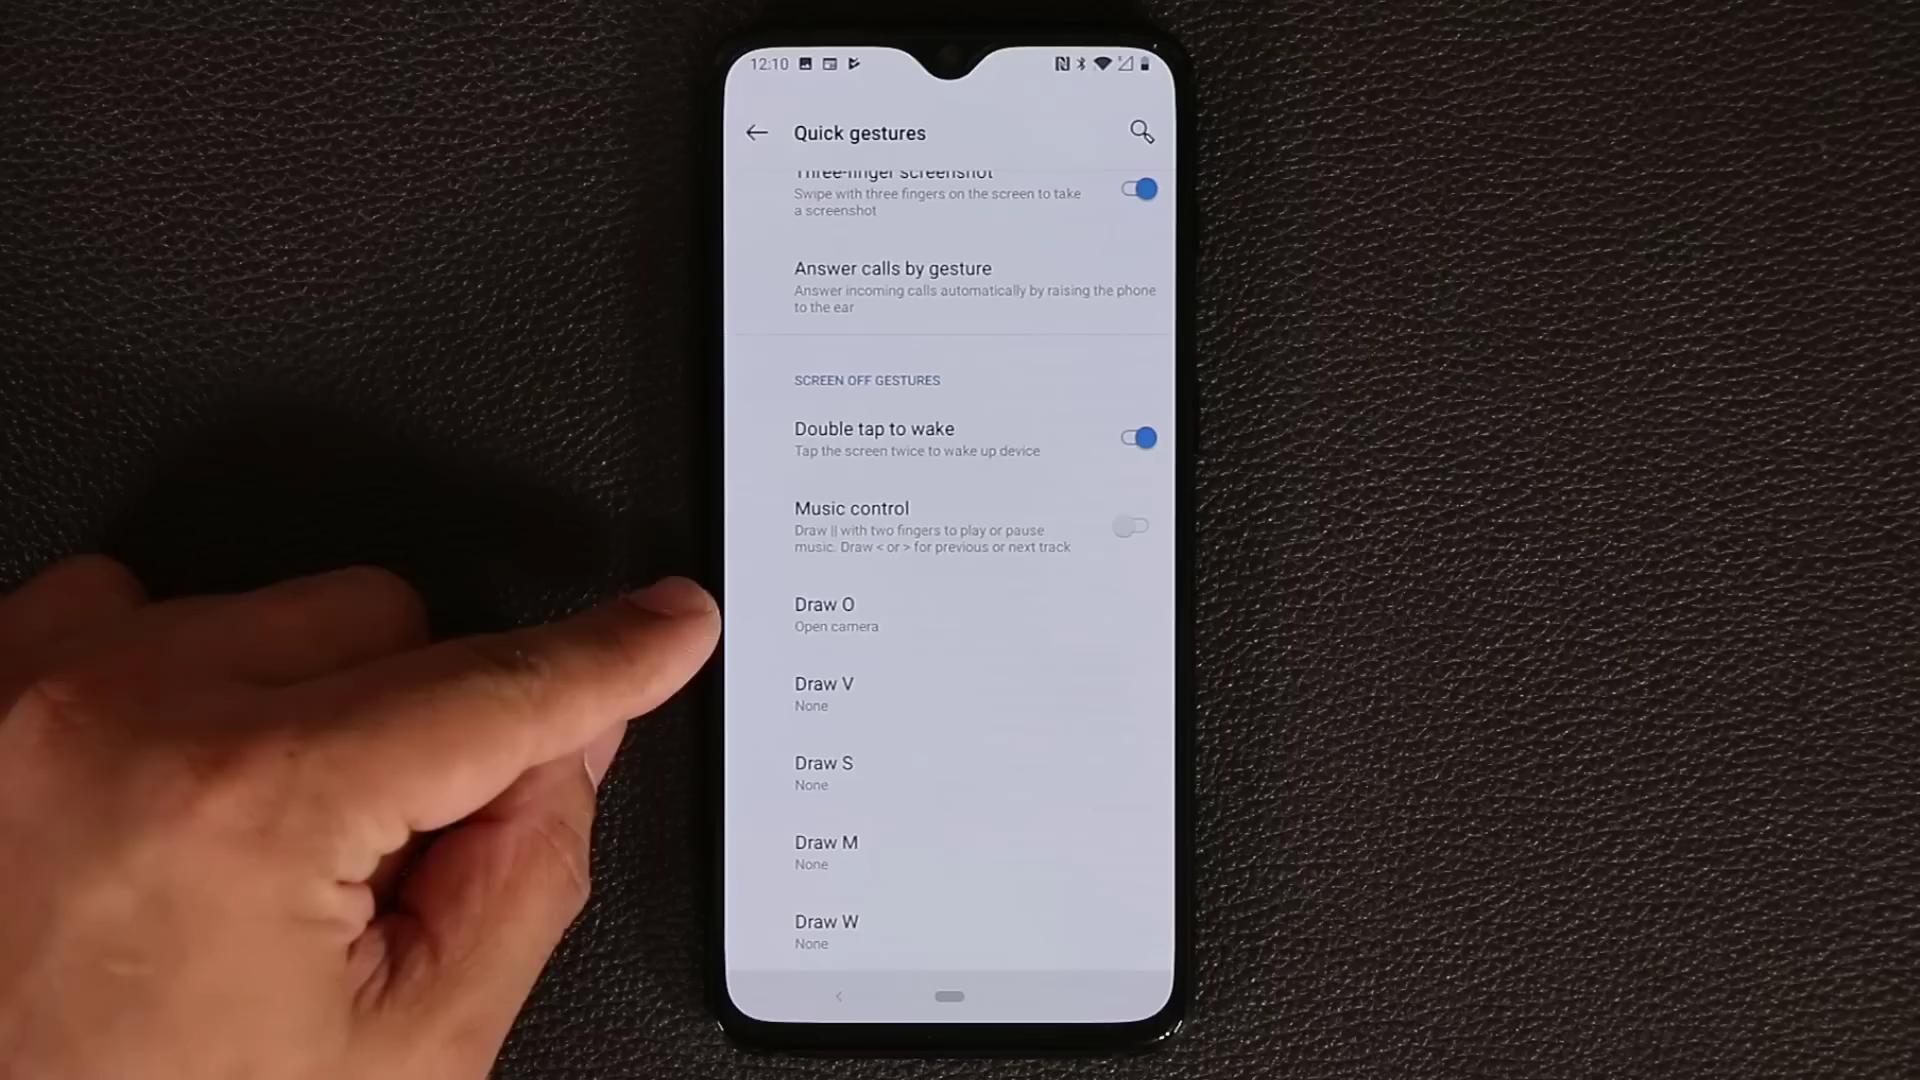 12:10
Quick gestures
Three-finger screenshot
Swipe with three fingers on the screen to take
a screenshot
Answer calls by gesture
Answer incoming calls automatically by raising the phone
to the ear
SCREEN OFF GESTURES
Double tap to wake
Tap the screen twice to wake up device
Music control
Draw || with two fingers to play or pause
music. Draw < or > for previous or next track
Draw O
Open camera
Draw V
None
Draw S
None
Draw M
None
Draw W
None